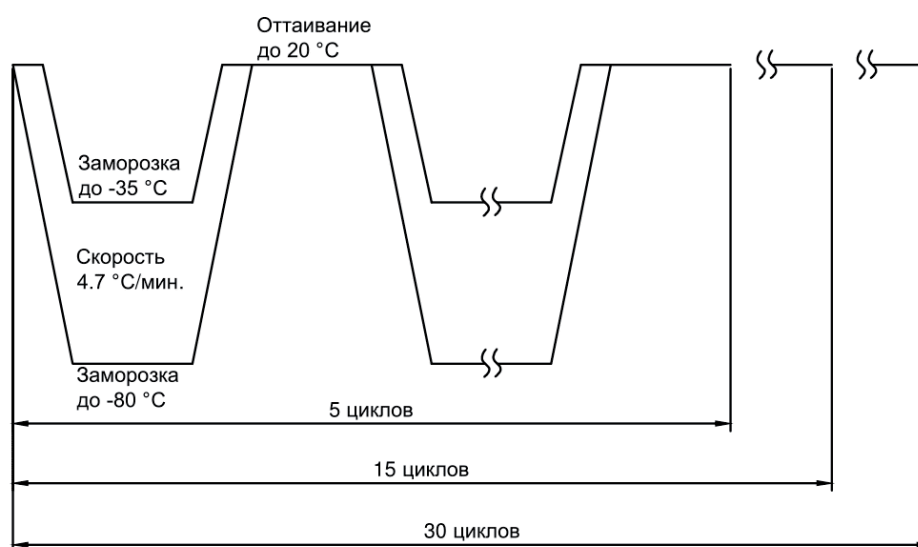 Оттаивание
до 20 °C
Заморозка
до -35 °C
Скорость
4.7 °C/мин.
Заморозка
до -80 °C
5 циклов
15 циклов
30 циклов